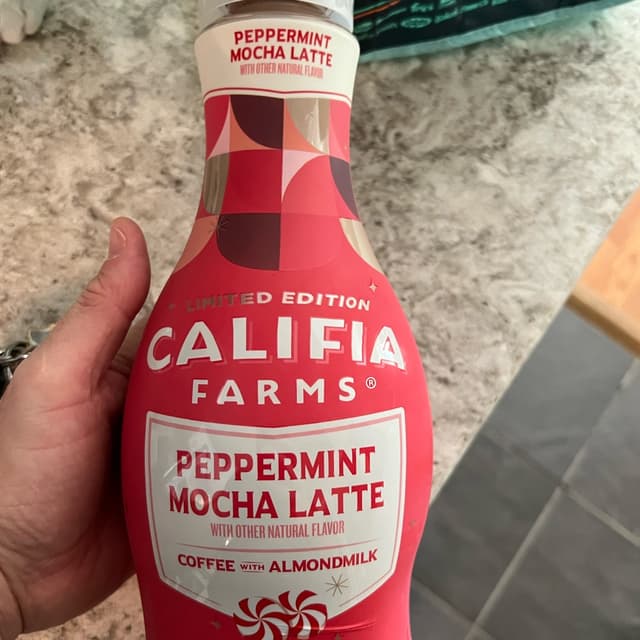 PEPPERMINT
MOCHA LATTE
WITH OTHER NATURAL FLAVOR
LIMITED EDITION
CALIFIA
FARMS®
PEPPERMINT
MOCHA LATTE
WITH OTHER NATURAL FLAVOR
COFFEE WITH ALMONDMILK